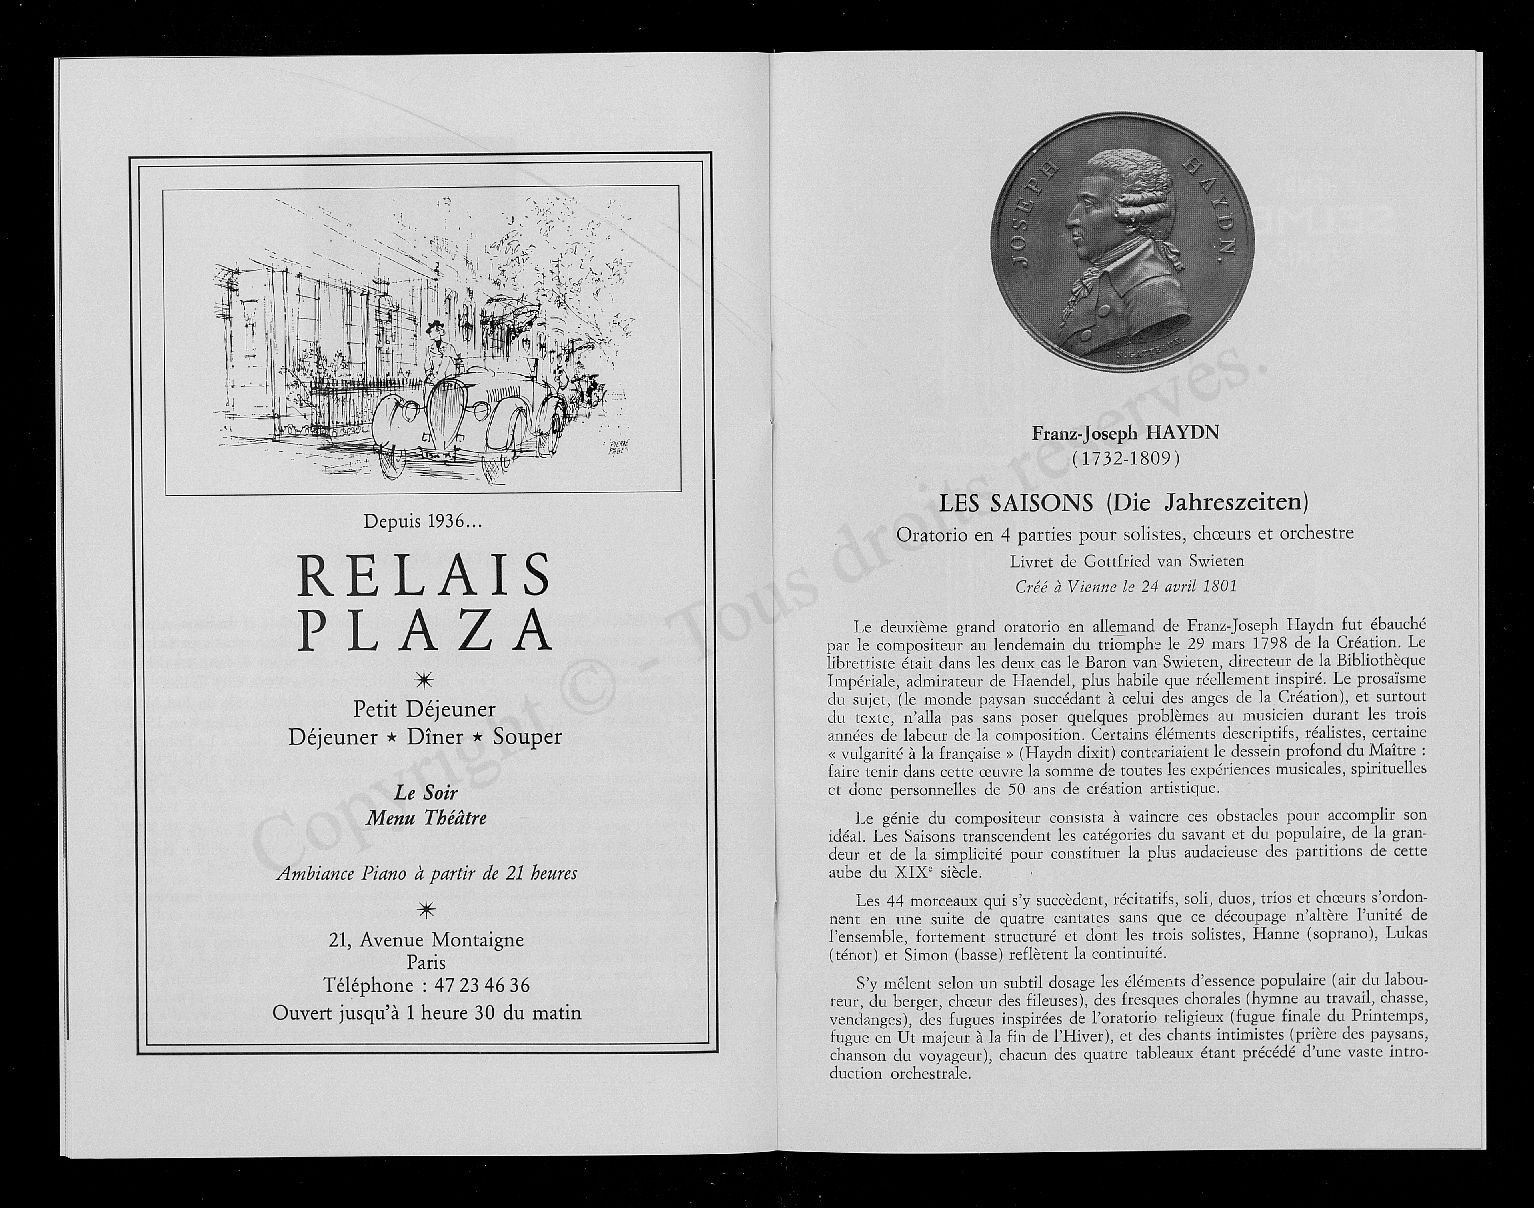 Depuis 1936...
RELAIS
PLAZA
Petit Déjeuner
Déjeuner ★ Dîner ★ Souper
Le Soir
Menu Théâtre
Ambiance Piano à partir de 21 heures
21, Avenue Montaigne
Paris
Téléphone : 47 23 46 36
Ouvert jusqu'à 1 heure 30 du matin
JOSEPH HAYDN.
Franz-Joseph HAYDN
(1732-1809)
LES SAISONS (Die Jahreszeiten)
Oratorio en 4 parties pour solistes, chœurs et orchestre
Livret de Gottfried van Swieten
Créé à Vienne le 24 avril 1801
Le deuxième grand oratorio en allemand de Franz-Joseph Haydn fut ébauché
par le compositeur au lendemain du triomphe le 29 mars 1798 de la Création. Le
librettiste était dans les deux cas le Baron van Swieten, directeur de la Bibliothèque
Impériale, admirateur de Haendel, plus habile que réellement inspiré. Le prosaïsme
du sujet, (le monde paysan succédant à celui des anges de la Création), et surtout
du texte, n'alla pas sans poser quelques problèmes au musicien durant les trois
années de labeur de la composition. Certains éléments descriptifs, réalistes, certaine
« vulgarité à la française » (Haydn dixit) contrariaient le dessein profond du Maître :
faire tenir dans cette œuvre la somme de toutes les expériences musicales, spirituelles
et donc personnelles de 50 ans de création artistique.
Le génie du compositeur consista à vaincre ces obstacles pour accomplir son
idéal. Les Saisons transcendent les catégories du savant et du populaire, de la gran-
deur et de la simplicité pour constituer la plus audacieuse des partitions de cette
aube du XIXe siècle.
Les 44 morceaux qui s'y succèdent, récitatifs, soli, duos, trios et chœurs s'ordon-
nent en une suite de quatre cantates sans que ce découpage n'altère l'unité de
l'ensemble, fortement structuré et dont les trois solistes, Hanne (soprano), Lukas
(ténor) et Simon (basse) reflètent la continuité.
S'y mêlent selon un subtil dosage les éléments d'essence populaire (air du labou-
reur, du berger, chœur des fileuses), des fresques chorales (hymne au travail, chasse,
vendanges), des fugues inspirées de l'oratorio religieux (fugue finale du Printemps,
fugue en Ut majeur à la fin de l'Hiver), et des chants intimistes (prière des paysans,
chanson du voyageur), chacun des quatre tableaux étant précédé d'une vaste intro-
duction orchestrale.
Copyright © - Tous droits réservés.